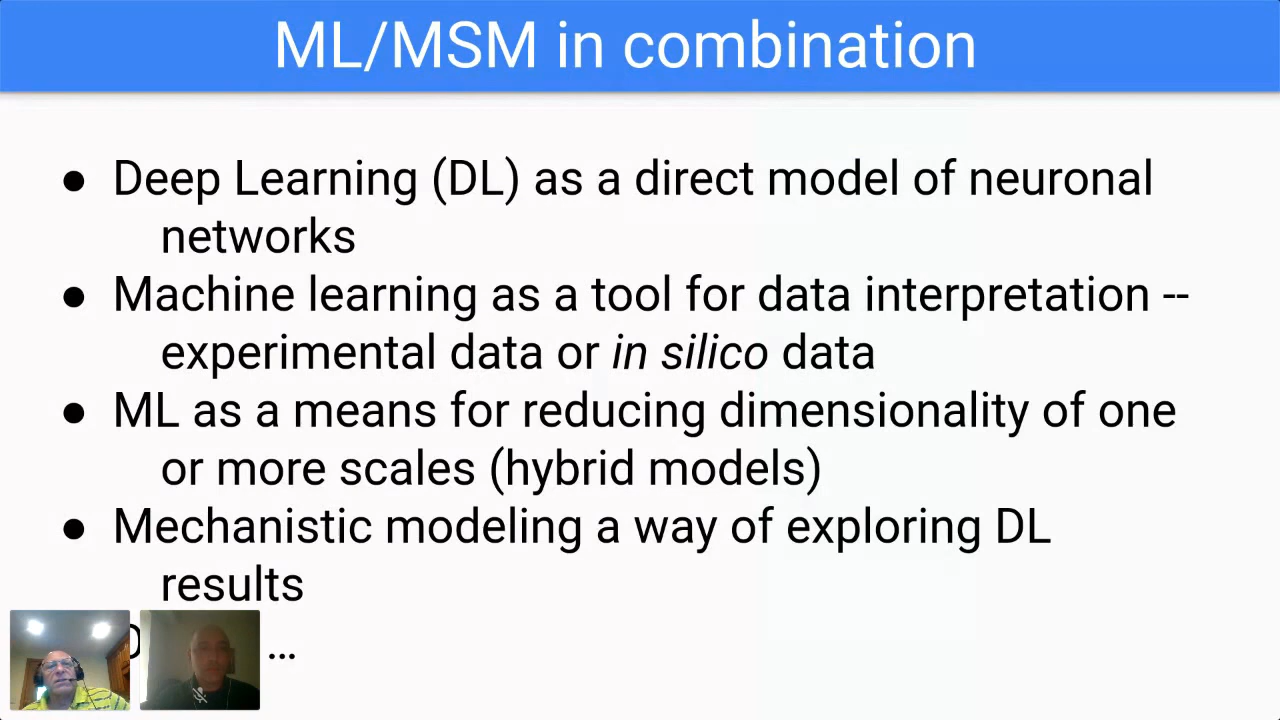 ML/MSM in combination
● Deep Learning (DL) as a direct model of neuronal
networks
● Machine learning as a tool for data interpretation --
experimental data or in silico data
● ML as a means for reducing dimensionality of one
or more scales (hybrid models)
● Mechanistic modeling a way of exploring DL
results
...